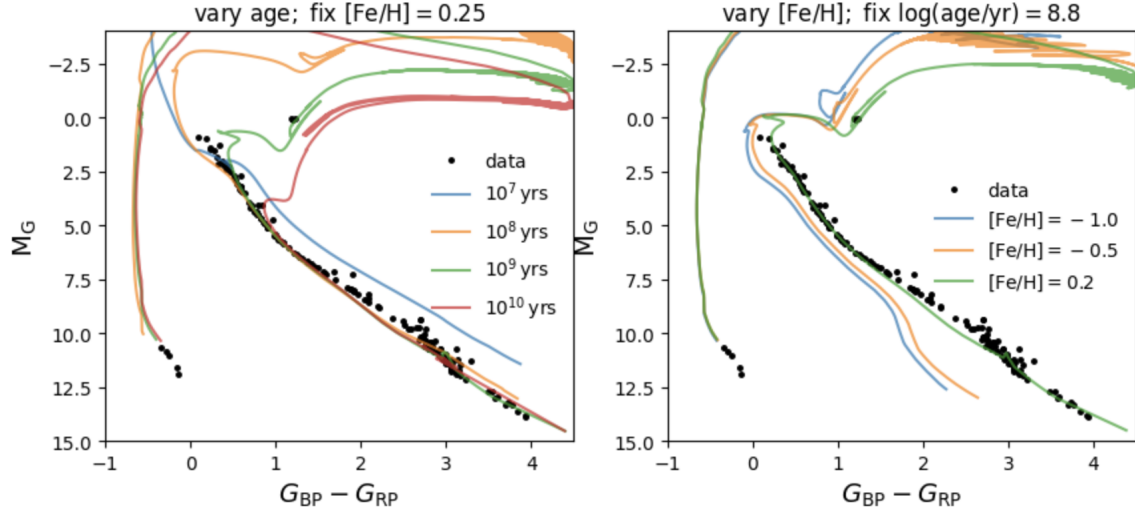 vary age; fix [Fe/H] = 0.25
−2.5
0.0
2.5
5.0
7.5
10.0
12.5
15.0
M_G
data
10^7 yrs
10^8 yrs
10^9 yrs
10^10 yrs
−1
0
1
2
3
4
G_BP − G_RP
vary [Fe/H]; fix log(age/yr) = 8.8
−2.5
0.0
2.5
5.0
7.5
10.0
12.5
15.0
M_G
data
[Fe/H] = − 1.0
[Fe/H] = − 0.5
[Fe/H] = 0.2
−1
0
1
2
3
4
G_BP − G_RP